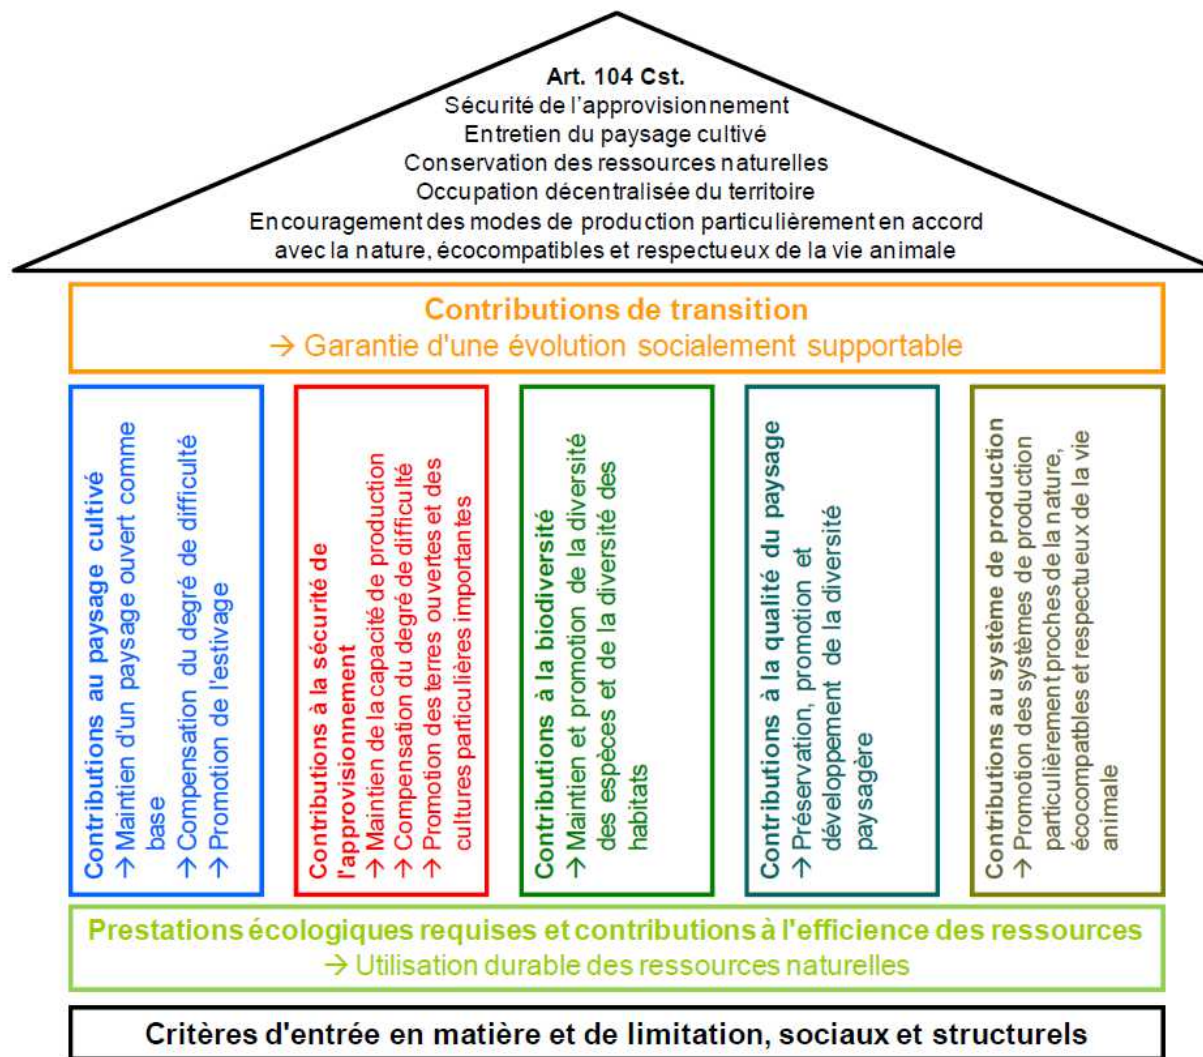 Art. 104 Cst.
Sécurité de l'approvisionnement
Entretien du paysage cultivé
Conservation des ressources naturelles
Occupation décentralisée du territoire
Encouragement des modes de production particulièrement en accord
avec la nature, écocompatibles et respectueux de la vie animale
Contributions de transition
→ Garantie d'une évolution socialement supportable
Contributions au paysage cultivé
→ Maintien d'un paysage ouvert comme
base
→ Compensation du degré de difficulté
→ Promotion de l'estivage
Contributions à la sécurité de
l'approvisionnement
→ Maintien de la capacité de production
→ Compensation du degré de difficulté
→ Promotion des terres ouvertes et des
cultures particulières importantes
Contributions à la biodiversité
→ Maintien et promotion de la diversité
des espèces et de la diversité des
habitats
Contributions à la qualité du paysage
→ Préservation, promotion et
développement de la diversité
paysagère
Contributions au système de production
→ Promotion des systèmes de production
particulièrement proches de la nature,
écocompatbles et respectueux de la vie
animale
Prestations écologiques requises et contributions à l'efficience des ressources
→ Utilisation durable des ressources naturelles
Critères d'entrée en matière et de limitation, sociaux et structurels